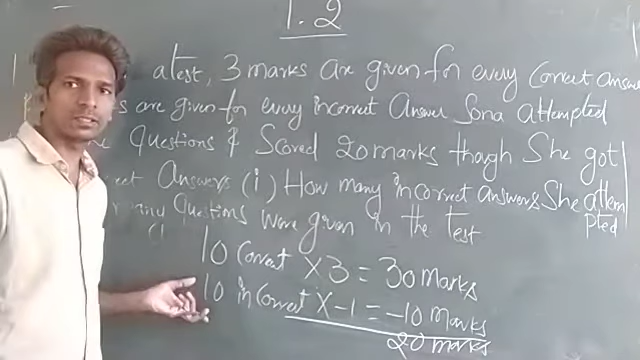 1.2
a test, 3 marks are given for every correct answer
are given for every incorrect Answer Sona attempted
Questions & Scored 20 marks though She got
Answers (i) How many incorrect answers She attempted
Questions were given in the test
10 Correct × 3 = 30 marks
10 incorrect × -1 = -10 marks
20 marks